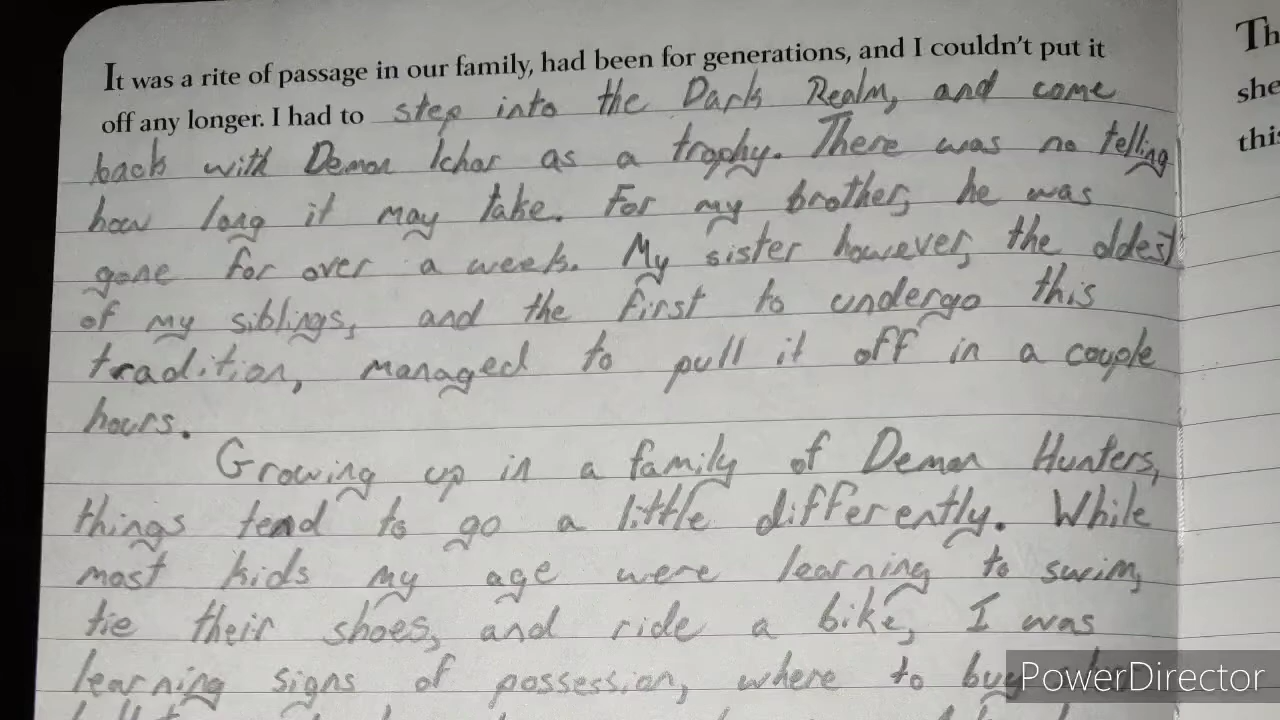 It was a rite of passage in our family, had been for generations, and I couldn't put it
off any longer. I had to step into the Dark Realm, and come
back with Demon Ichor as a trophy. There was no telling
how long it may take. For my brother, he was
gone for over a week. My sister however, the oldest
of my siblings, and the first to undergo this
tradition, managed to pull it off in a couple
hours.
Growing up in a family of Demon Hunters,
things tend to go a little differently. While
most kids my age were learning to swim,
tie their shoes, and ride a bike, I was
learning signs of possession, where to buy
Th
she
this
PowerDirector